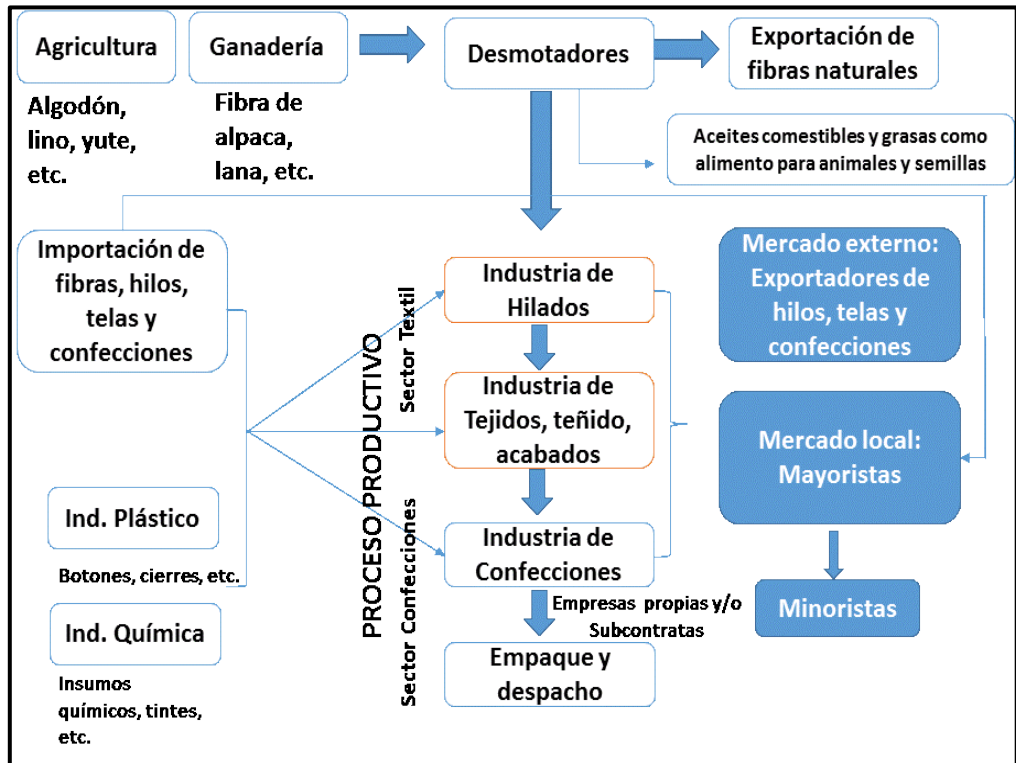 Agricultura
Ganadería
Desmotadores
Exportación de
fibras naturales
Algodón,
lino, yute,
etc.
Fibra de
alpaca,
lana, etc.
Aceites comestibles y grasas como
alimento para animales y semillas
Importación de
fibras, hilos,
telas y
confecciones
Industria de
Hilados
Mercado externo:
Exportadores de
hilos, telas y
confecciones
PROCESO PRODUCTIVO
Sector Textil
Industria de
Tejidos, teñido,
acabados
Mercado local:
Mayoristas
Ind. Plástico
Botones, cierres, etc.
Sector Confecciones
Industria de
Confecciones
Empresas propias y/o
Subcontratas
Minoristas
Ind. Química
Insumos
químicos, tintes,
etc.
Empaque y
despacho